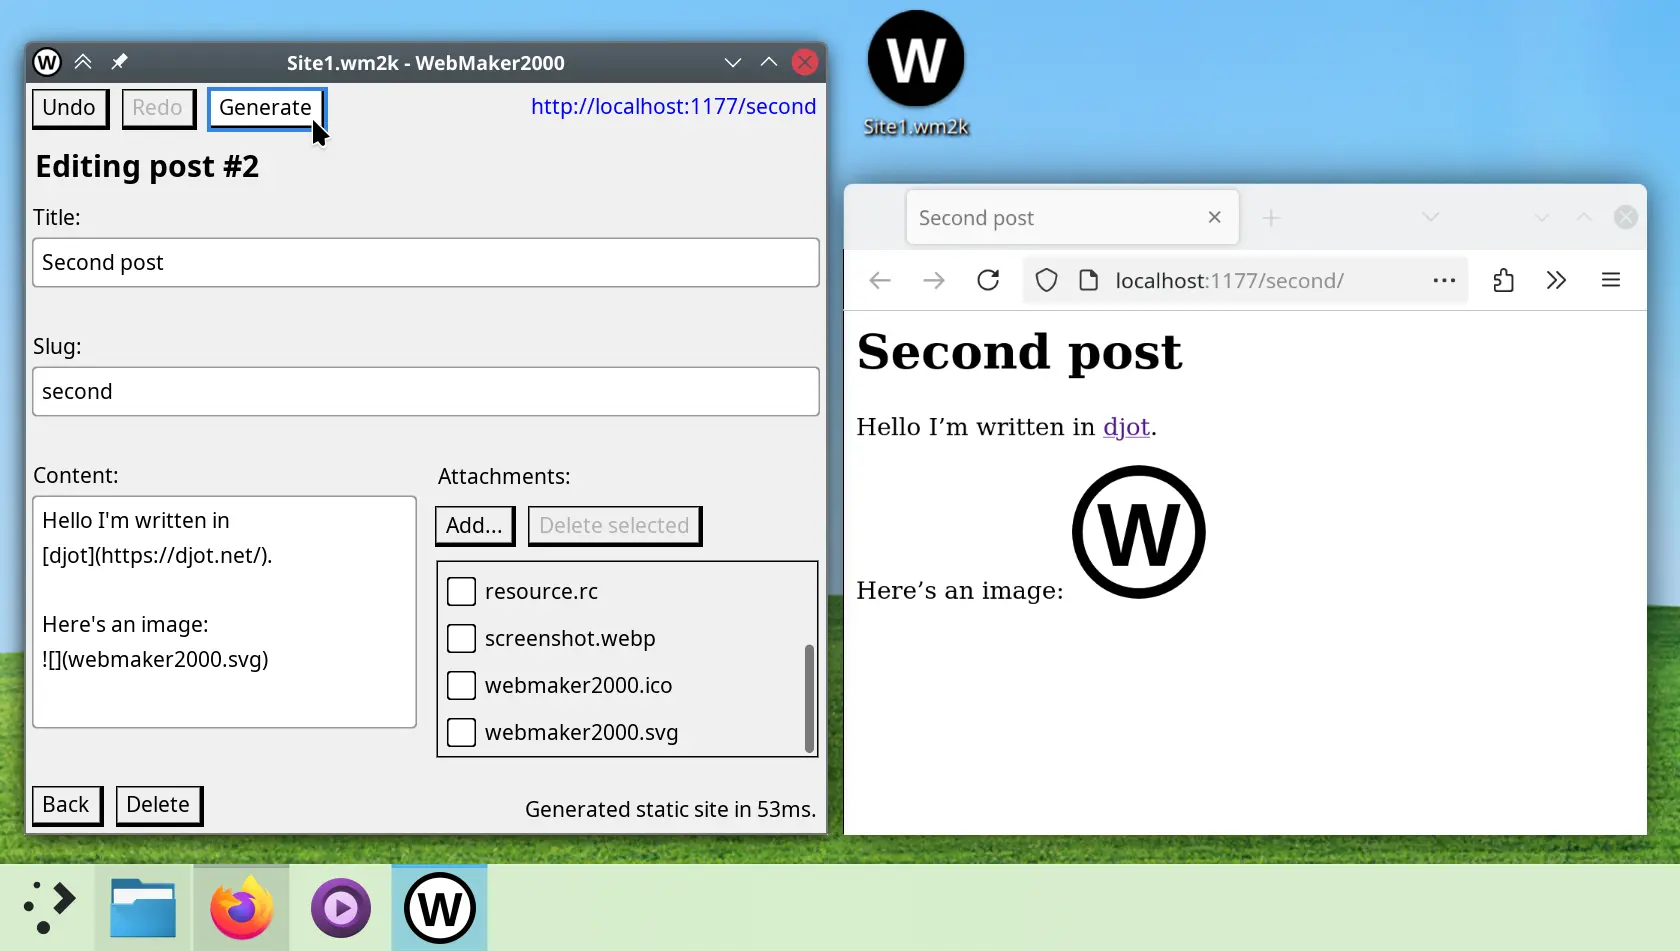 Site1.wm2k - WebMaker2000
Undo Redo Generate http://localhost:1177/second
Editing post #2
Title:
Second post
Slug:
second
Content:
Hello I'm written in
[djot](https://djot.net/).
Here's an image:
![](webmaker2000.svg)
Attachments:
Add... Delete selected
resource.rc
screenshot.webp
webmaker2000.ico
webmaker2000.svg
Back Delete Generated static site in 53ms.
W
Site1.wm2k
Second post
localhost:1177/second/
Second post
Hello I’m written in djot.
Here’s an image: W
W